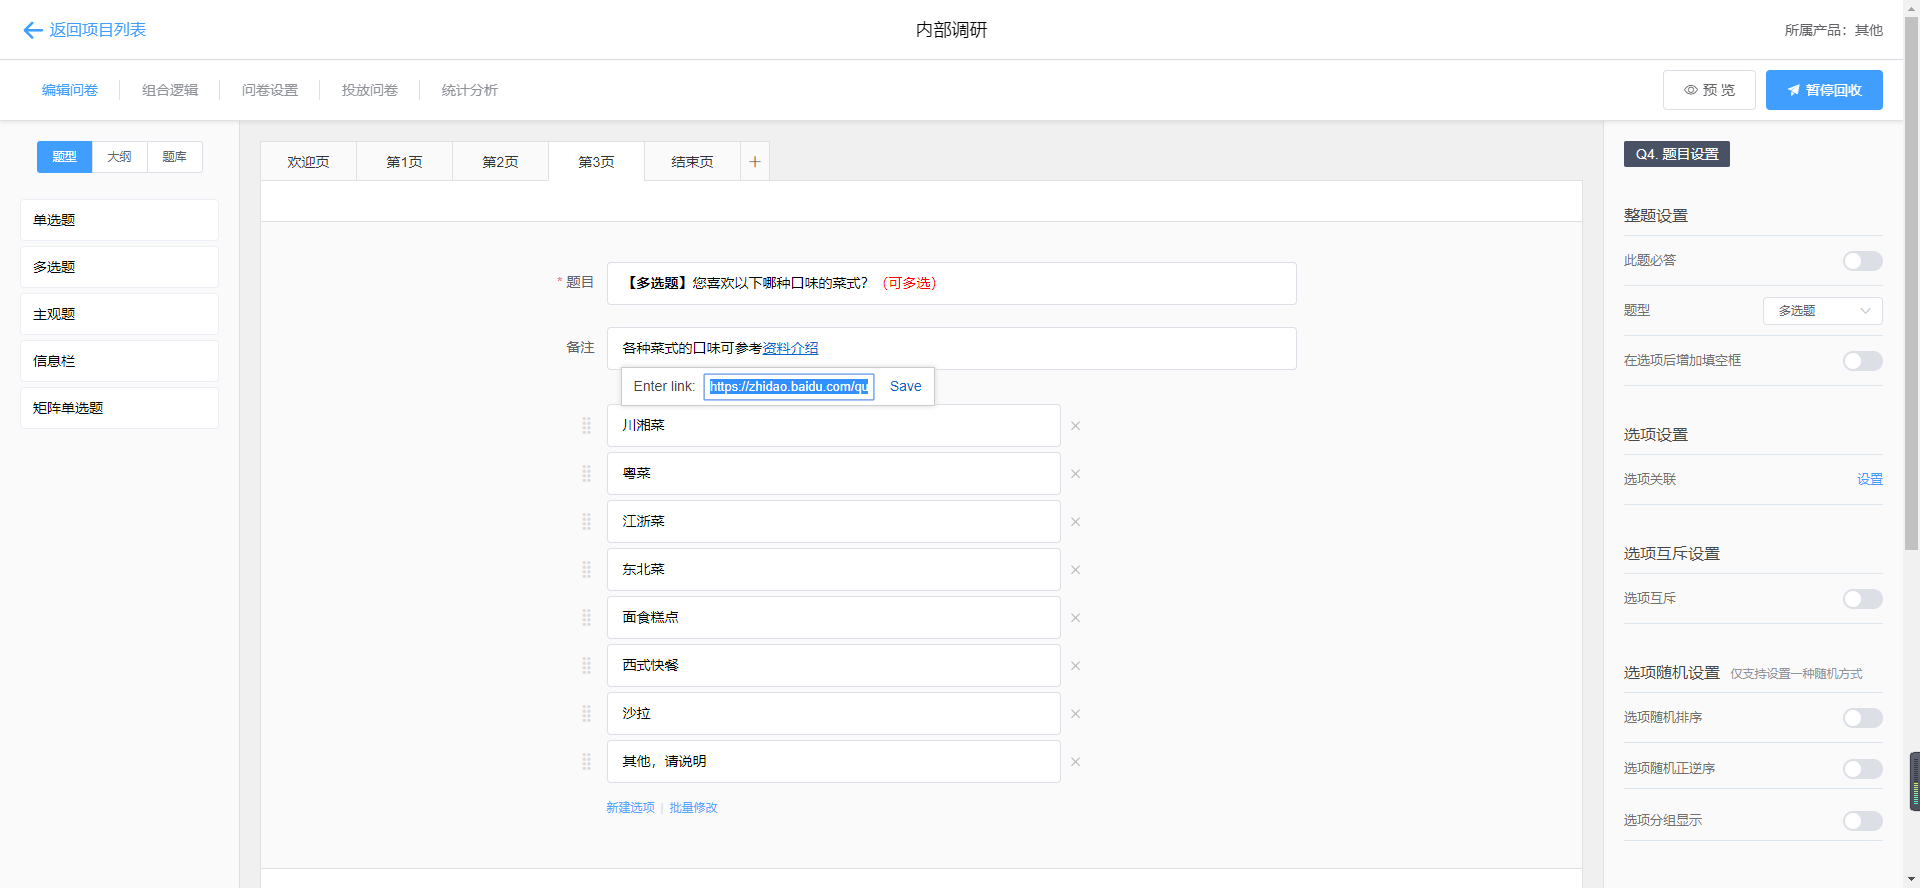 返回项目列表
内部调研
所属产品：其他
编辑问卷
组合逻辑
问卷设置
投放问卷
统计分析
预 览
暂停回收
题型
大纲
题库
单选题
多选题
主观题
信息栏
矩阵单选题
欢迎页
第1页
第2页
第3页
结束页
+
* 题目
【多选题】您喜欢以下哪种口味的菜式？（可多选）
备注
各种菜式的口味可参考资料介绍
Enter link: https://zhidao.baidu.com/qu Save
川湘菜
粤菜
江浙菜
东北菜
面食糕点
西式快餐
沙拉
其他，请说明
新建选项 | 批量修改
Q4. 题目设置
整题设置
此题必答
题型
多选题
在选项后增加填空框
选项设置
选项关联
设置
选项互斥设置
选项互斥
选项随机设置 仅支持设置一种随机方式
选项随机排序
选项随机正逆序
选项分组显示